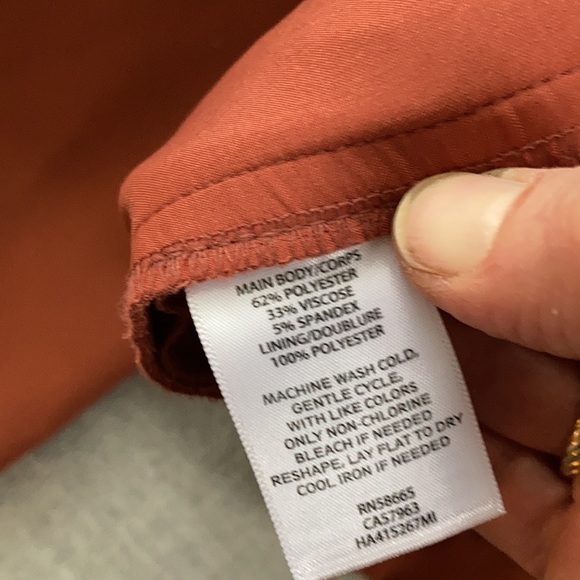 MAIN BODY/CORPS
62% POLYESTER
33% VISCOSE
5% SPANDEX
LINING/DOUBLURE
100% POLYESTER
MACHINE WASH COLD,
GENTLE CYCLE,
WITH LIKE COLORS
ONLY NON-CHLORINE
BLEACH IF NEEDED
RESHAPE, LAY FLAT TO DRY
COOL IRON IF NEEDED
RN58665
CA57963
HA41S267MI